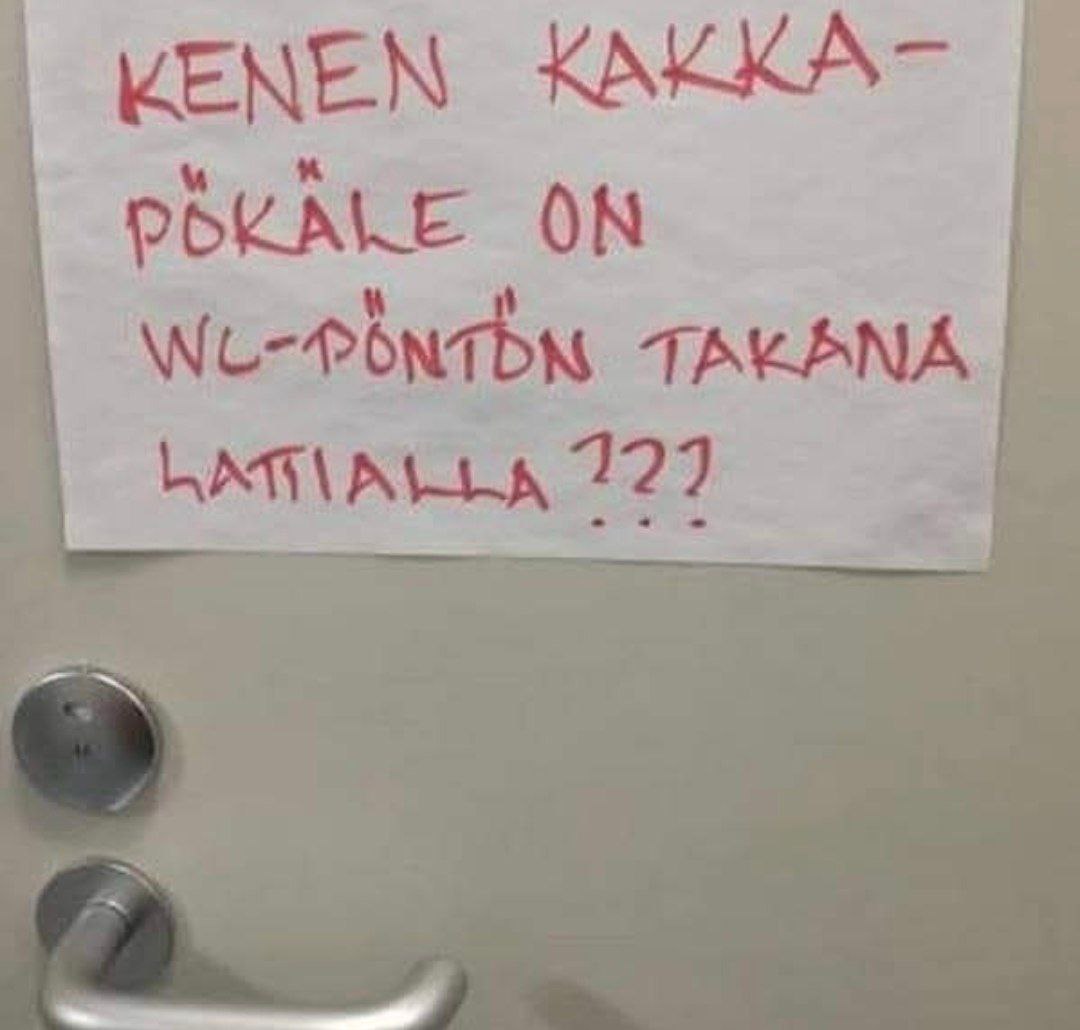 KENEN KAKKA-
PÖKÄLE ON
WC-PÖNTÖN TAKANA
LATTIALLA???